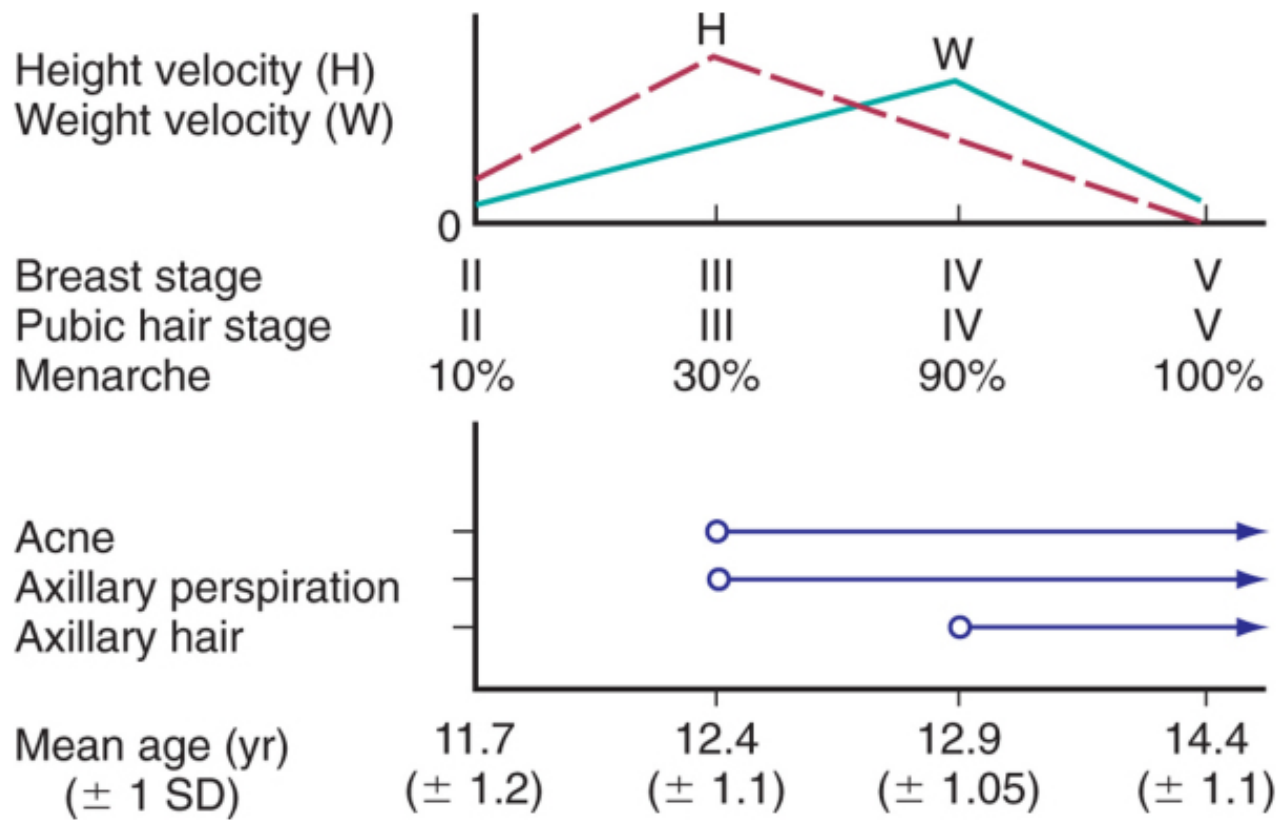 H
W
Height velocity (H)
Weight velocity (W)
0
Breast stage II III IV V
Pubic hair stage II III IV V
Menarche 10% 30% 90% 100%
Acne
Axillary perspiration
Axillary hair
Mean age (yr) 11.7 12.4 12.9 14.4
(± 1 SD) (± 1.2) (± 1.1) (± 1.05) (± 1.1)